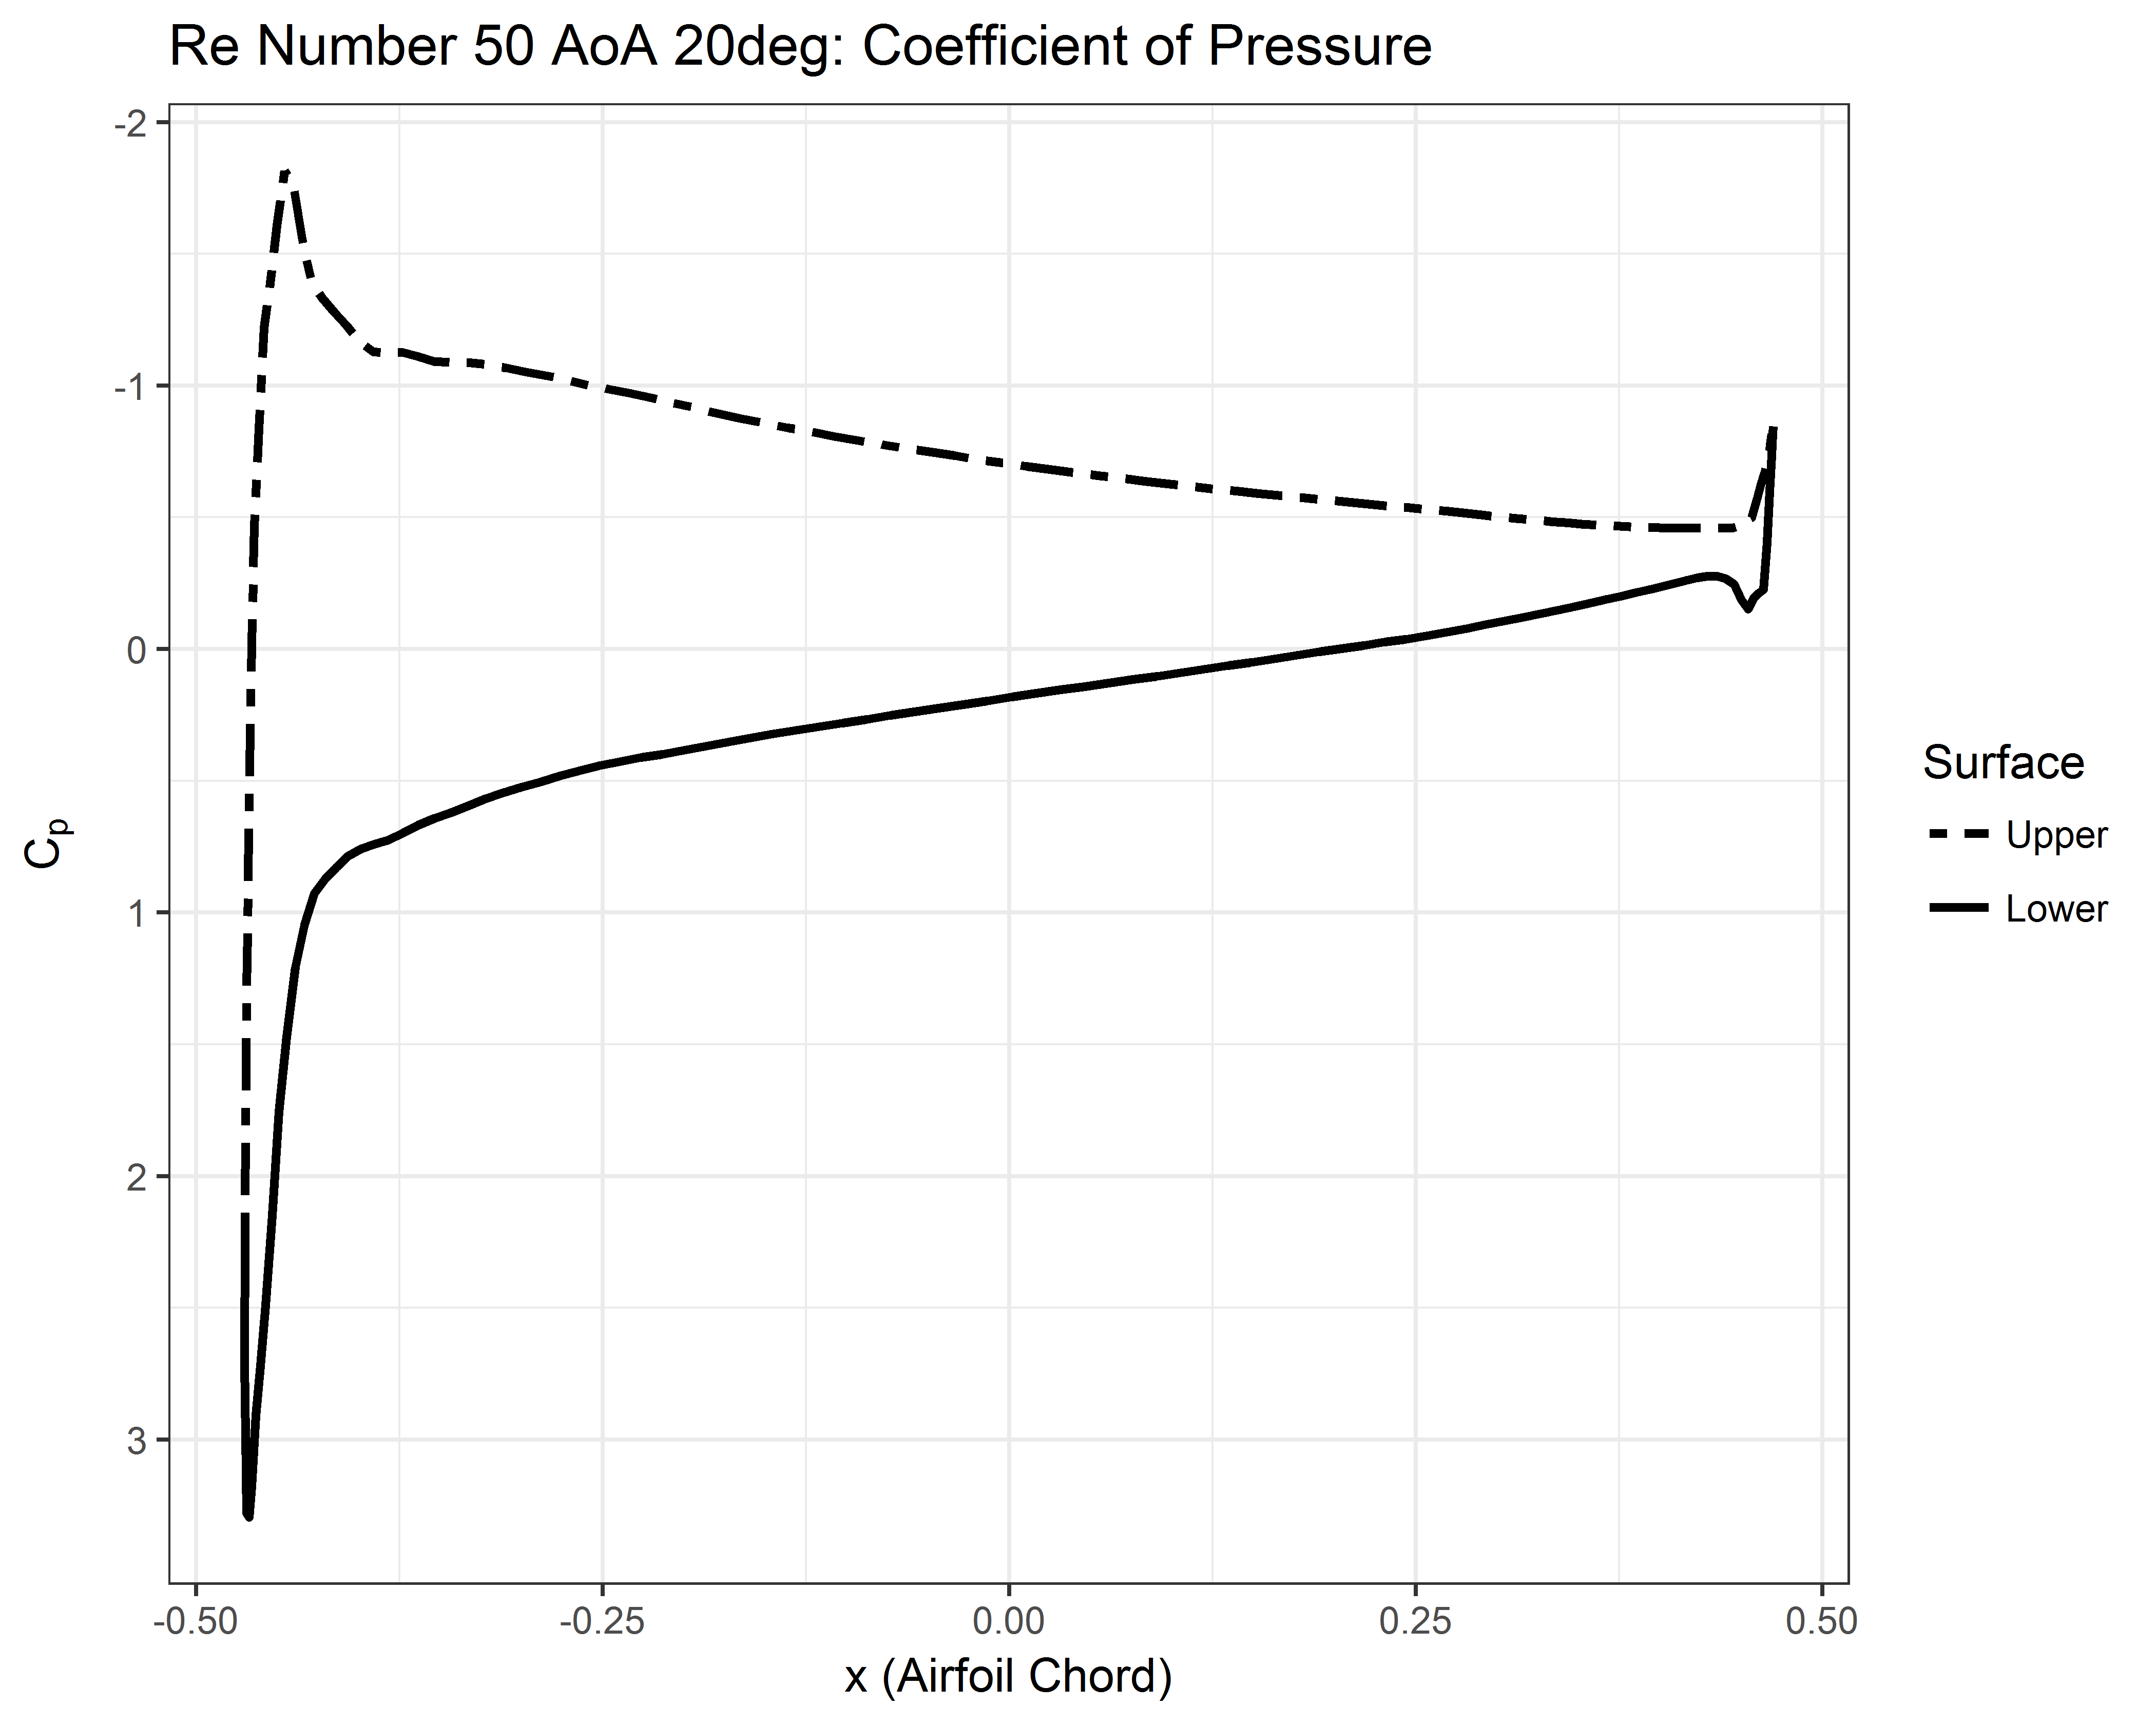 Re Number 50 AoA 20deg: Coefficient of Pressure
-2
-1
0
1
2
3
Cp
-0.50 -0.25 0.00 0.25 0.50
x (Airfoil Chord)
Surface
Upper
Lower